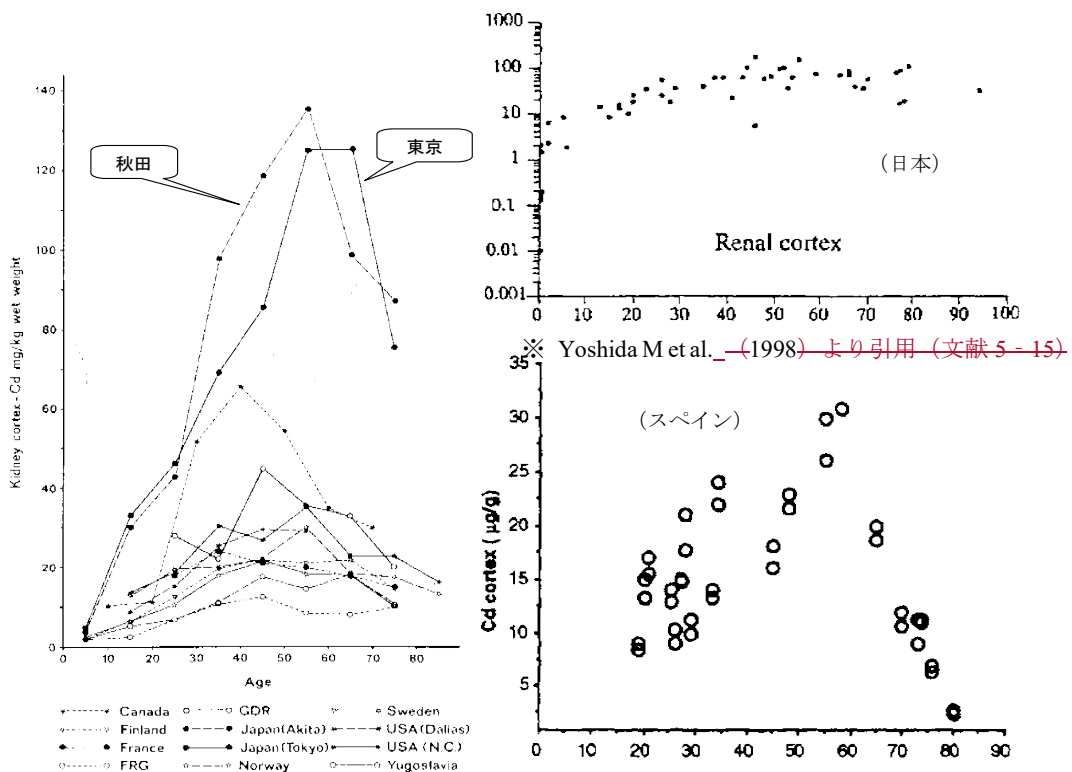 140
120
100
80
60
40
20
0
Kidney cortex-Cd mg/kg wet weight
秋田
東京
0 10 20 30 40 50 60 70 80
Age
Canada GDR Sweden
Finland Japan(Akita) USA(Dallas)
France Japan(Tokyo) USA(N.C.)
FRG Norway Yugoslavia
1000
100
10
1
0.1
0.01
0.001
(日本)
Renal cortex
0 10 20 30 40 50 60 70 80 90 100
※ Yoshida M et al. (1998)より引用(文献 5‐15)
35
30
25
20
15
10
5
Cd cortex (μg/g)
(スペイン)
0 10 20 30 40 50 60 70 80 90